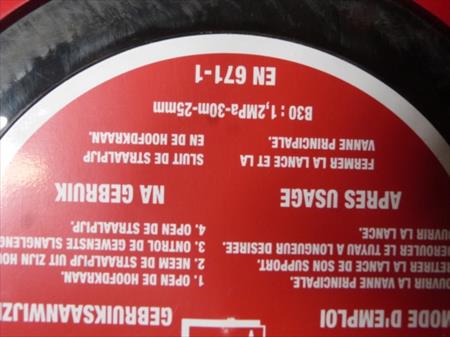 MODE D'EMPLOI
OUVRIR LA VANNE PRINCIPALE.
RETIRER LA LANCE DE SON SUPPORT.
DEROULER LE TUYAU A LONGUEUR DESIREE.
OUVRIR LA LANCE.
APRES USAGE
FERMER LA LANCE ET LA
VANNE PRINCIPALE.
GEBRUIKSAANWIJZI
1. OPEN DE HOOFDKRAAN.
2. NEEM DE STRAALPIJP UIT ZIJN HOU
3. ONTROL DE GEWENSTE SLANGLENG
4. OPEN DE STRAALPIJP.
NA GEBRUIK
SLUIT DE STRAALPIJP
EN DE HOOFDKRAAN.
B30 : 1,2MPa-30m-25mm
EN 671-1